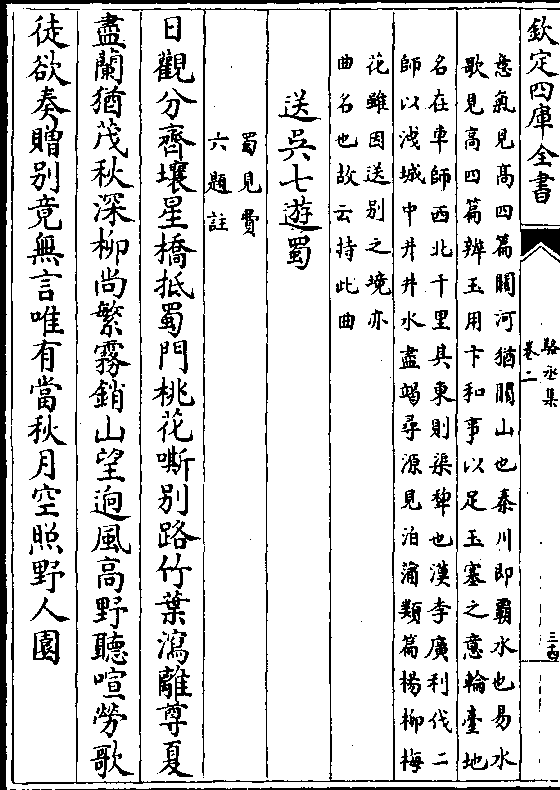 欽定四庫全書
駱丞集
卷二
三十四
意氣見髙四篇關河猶關山也秦川即霸水也易水
歌見高四篇辨玉用卞和事以足玉塞之意輪臺地
名在車師西北千里其東則渠犂也漢李廣利伐二
師以淺城中井井水盡竭尋源見泊湳類篇楊柳梅
花雖因送別之境亦
曲名也故云持此曲
送吳七遊蜀
蜀見費
六題註
日觀分齊壤星橋抵蜀門桃花嘶别路竹葉瀉離尊夏
盡蘭猶茂秋深柳尚繁霧銷山望逈風高野聽喧勞歌
徒欲奏贈别竟無言唯有當秋月空照野人園